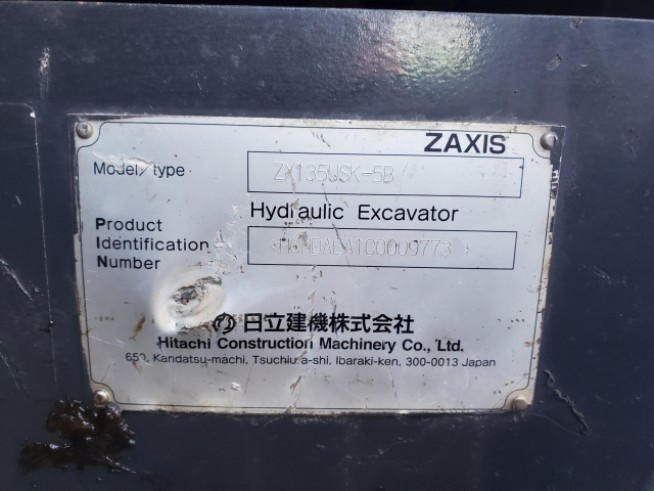 ZAXIS
Model/type ZX135USK-5B
Hydraulic Excavator
Product
Identification
Number
日立建機株式会社
Hitachi Construction Machinery Co., Ltd.
650, Kandatsu-machi, Tsuchiura-shi, Ibaraki-ken, 300-0013 Japan